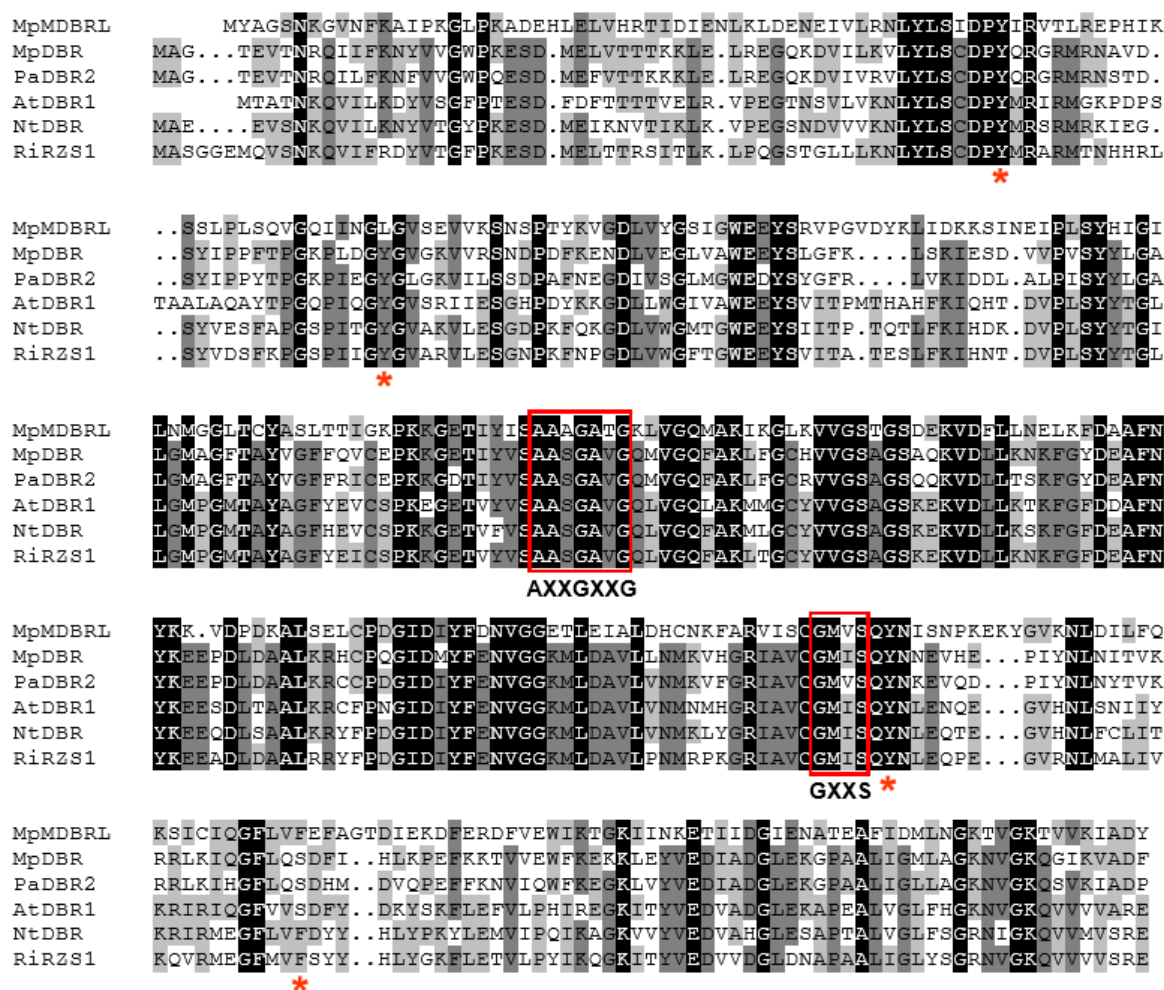 MpMDBRL MYAGSNKGVNFKAIPKGLPKADEHLELVHRTIDIENLKLDENEIVLRNLYLSIDPYIRVTLREPHIK
MpDBR MAG...TEVTNRQIIFKNYVVGWPKESD.MELVTTTKKLE.LREGQKDVILKVLYLSCDPYQRGRMRNAVD.
PaDBR2 MAG...TEVTNRQILFKNFVVGWPQESD.MEFVTTKKKLE.LREGQKDVIVRVLYLSCDPYQRGRMRNSTD.
AtDBR1 MTATNKQVILKDYVSGFPTESD.FDFTTTTVELR.VPEGTNSVLVKNLYLSCDPYMRIRMGKPDPS
NtDBR MAE....EVSNKQVILKNYVTGYPKESD.MEIKNVTIKLK.VPEGSNDVVVKNLYLSCDPYMRSRMRKIEG.
RiRZS1 MASGGEMQVSNKQVIFRDYVTGFPKESD.MELTTRSITLK.LPQGSTGLLLKNLYLSCDPYMRARMTNHHRL
*
MpMDBRL ..SSLPLSQVGQIINGLGVSEVVKSNSPTYKVGDLVYGSIGWEEYSRVPGVDYKLIDKKSINEIPLSYHIGI
MpDBR ..SYIPPFTPGKPLDGYGVGKVVRSNDPDFKENDLVEGLVAWEEYSLGFK....LSKIESD.VVPVSYYLGA
PaDBR2 ..SYIPPYTPGKPIEGYGLGKVILSSDPAFNEGDIVSGLMGWEDYSYGFR....LVKIDDL.ALPISYYLGA
AtDBR1 TAALAQAYTPGQPIQGYGVSRIIESGHPDYKKGDLLWGIVAWEEYSVITPMTHAHFKIQHT.DVPLSYYTGL
NtDBR ..SYVESFAPGSPITGYGVAKVLESGDPKFQKGDLVWGMTGWEEYSIITP.TQTLFKIHDK.DVPLSYYTGI
RiRZS1 ..SYVDSFKPGSPIIGYGVARVLESGNPKFNPGDLVWGFTGWEEYSVITA.TESLFKIHNT.DVPLSYYTGL
*
MpMDBRL LNMGGLTCYASLTTIGKPKKGETIYISAAAGATGKLVGQMAKIKGLKVVGSTGSDEKVDFLLNELKFDAAFN
MpDBR LGMAGFTAYVGFFQVCEPKKGETIYVSAASGAVGQMVGQFAKLFGCHVVGSAGSAQKVDLLKNKFGYDEAFN
PaDBR2 LGMAGFTAYVGFFRICEPKKGDTIYVSAASGAVGQMVGQFAKLFGCRVVGSAGSQQKVDLLTSKFGYDEAFN
AtDBR1 LGMPGMTAYAGFYEVCSPKEGETVYVSAASGAVGQLVGQLAKMMGCYVVGSAGSKEKVDLLKTKFGFDDAFN
NtDBR LGMPGMTAYAGFHEVCSPKKGETVFVSAASGAVGQLVGQFAKMLGCYVVGSAGSKEKVDLLKSKFGFDEAFN
RiRZS1 LGMPGMTAYAGFYEICSPKKGETVYVSAASGAVGQLVGQFAKLTGCYVVGSAGSKEKVDLLKNKFGFDEAFN
AXXGXXG
MpMDBRL YKK.VDPDKALSELCPDGIDIYFDNVGGETLEIALDHCNKFARVISCGMVSQYNISNPKEKYGVKNLDILFQ
MpDBR YKEEPDLDAALKRHCPQGIDMYFENVGGKMLDAVLLNMKVHGRIAVCGMISQYNNEVHE...PIYNLNITVK
PaDBR2 YKEEPDLDAALKRCCPDGIDIYFENVGGKMLDAVLVNMKVFGRIAVCGMVSQYNKEVQD...PIYNLNYTVK
AtDBR1 YKEESDLTAALKRCFPNGIDIYFENVGGKMLDAVLVNMNMHGRIAVCGMISQYNLENQE...GVHNLSNIIY
NtDBR YKEEQDLSAALKRYFPDGIDIYFENVGGKMLDAVLVNMKLYGRIAVCGMISQYNLEQTE...GVHNLFCLIT
RiRZS1 YKEEADLDAALRRYFPDGIDIYFENVGGKMLDAVLPNMRPKGRIAVCGMISQYNLEQPE...GVRNLMALIV
GXXS *
MpMDBRL KSICIQGFLVFEFAGTDIEKDFERDFVEWIKTGKIINKETIIDGIENATEAFIDMLNGKTVGKTVVKIADY
MpDBR RRLKIQGFLQSDFI..HLKPEFKKTVVEWFKEKKLEYVEDIADGLEKGPAALIGMLAGKNVGKQGIKVADF
PaDBR2 RRLKIHGFLQSDHM..DVQPEFFKNVIQWFKEGKLVYVEDIADGLEKGPAALIGLLAGKNVGKQSVKIADP
AtDBR1 KRIRIQGFVVSDFY..DKYSKFLEFVLPHIREGKITYVEDVADGLEKAPEALVGLFHGKNVGKQVVVVARE
NtDBR KRIRMEGFLVFDYY..HLYPKYLEMVIPQIKAGKVVYVEDVAHGLESAPTALVGLFSGRNIGKQVVMVSRE
RiRZS1 KQVRMEGFMVFSYY..HLYGKFLETVLPYIKQGKITYVEDVVDGLDNAPAALIGLYSGRNVGKQVVVVSRE
*